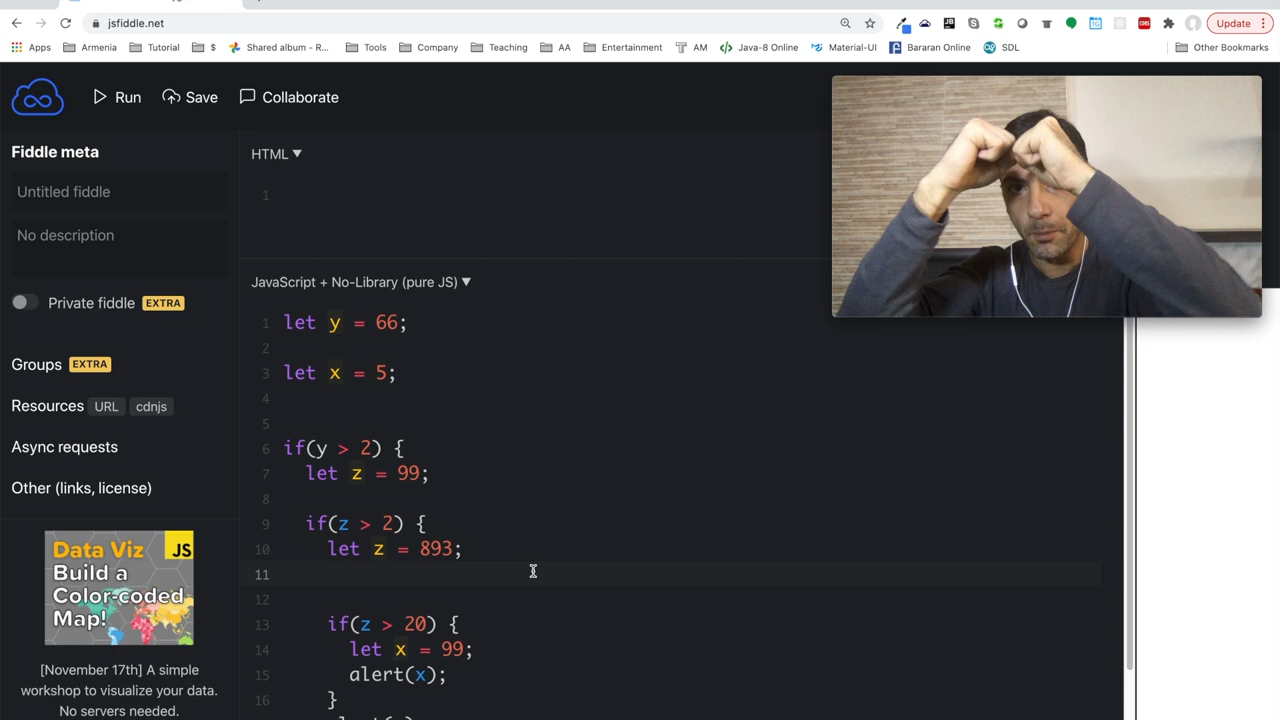 jsfiddle.net
Update
Apps Armenia Tutorial $ Shared album - R... Tools Company Teaching AA Entertainment AM Java-8 Online Material-UI Bararan Online SDL Other Bookmarks
Run Save Collaborate
Fiddle meta
Untitled fiddle
No description
Private fiddle EXTRA
Groups EXTRA
Resources URL cdnjs
Async requests
Other (links, license)
Data Viz JS
Build a
Color-coded
Map!
[November 17th] A simple
workshop to visualize your data.
No servers needed.
HTML ▼
1
JavaScript + No-Library (pure JS) ▼
1 let y = 66;
2
3 let x = 5;
4
5
6 if(y > 2) {
7 let z = 99;
8
9 if(z > 2) {
10 let z = 893;
11
12
13 if(z > 20) {
14 let x = 99;
15 alert(x);
16 }